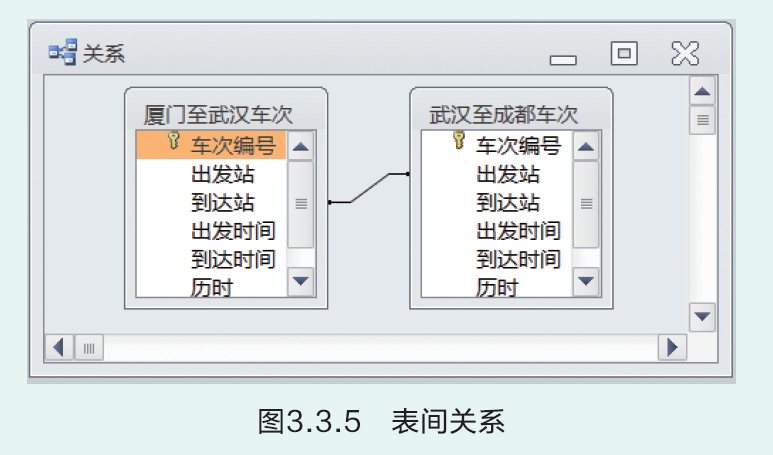 关系
厦门至武汉车次
车次编号
出发站
到达站
出发时间
到达时间
历时
武汉至成都车次
车次编号
出发站
到达站
出发时间
到达时间
历时
图3.3.5 表间关系